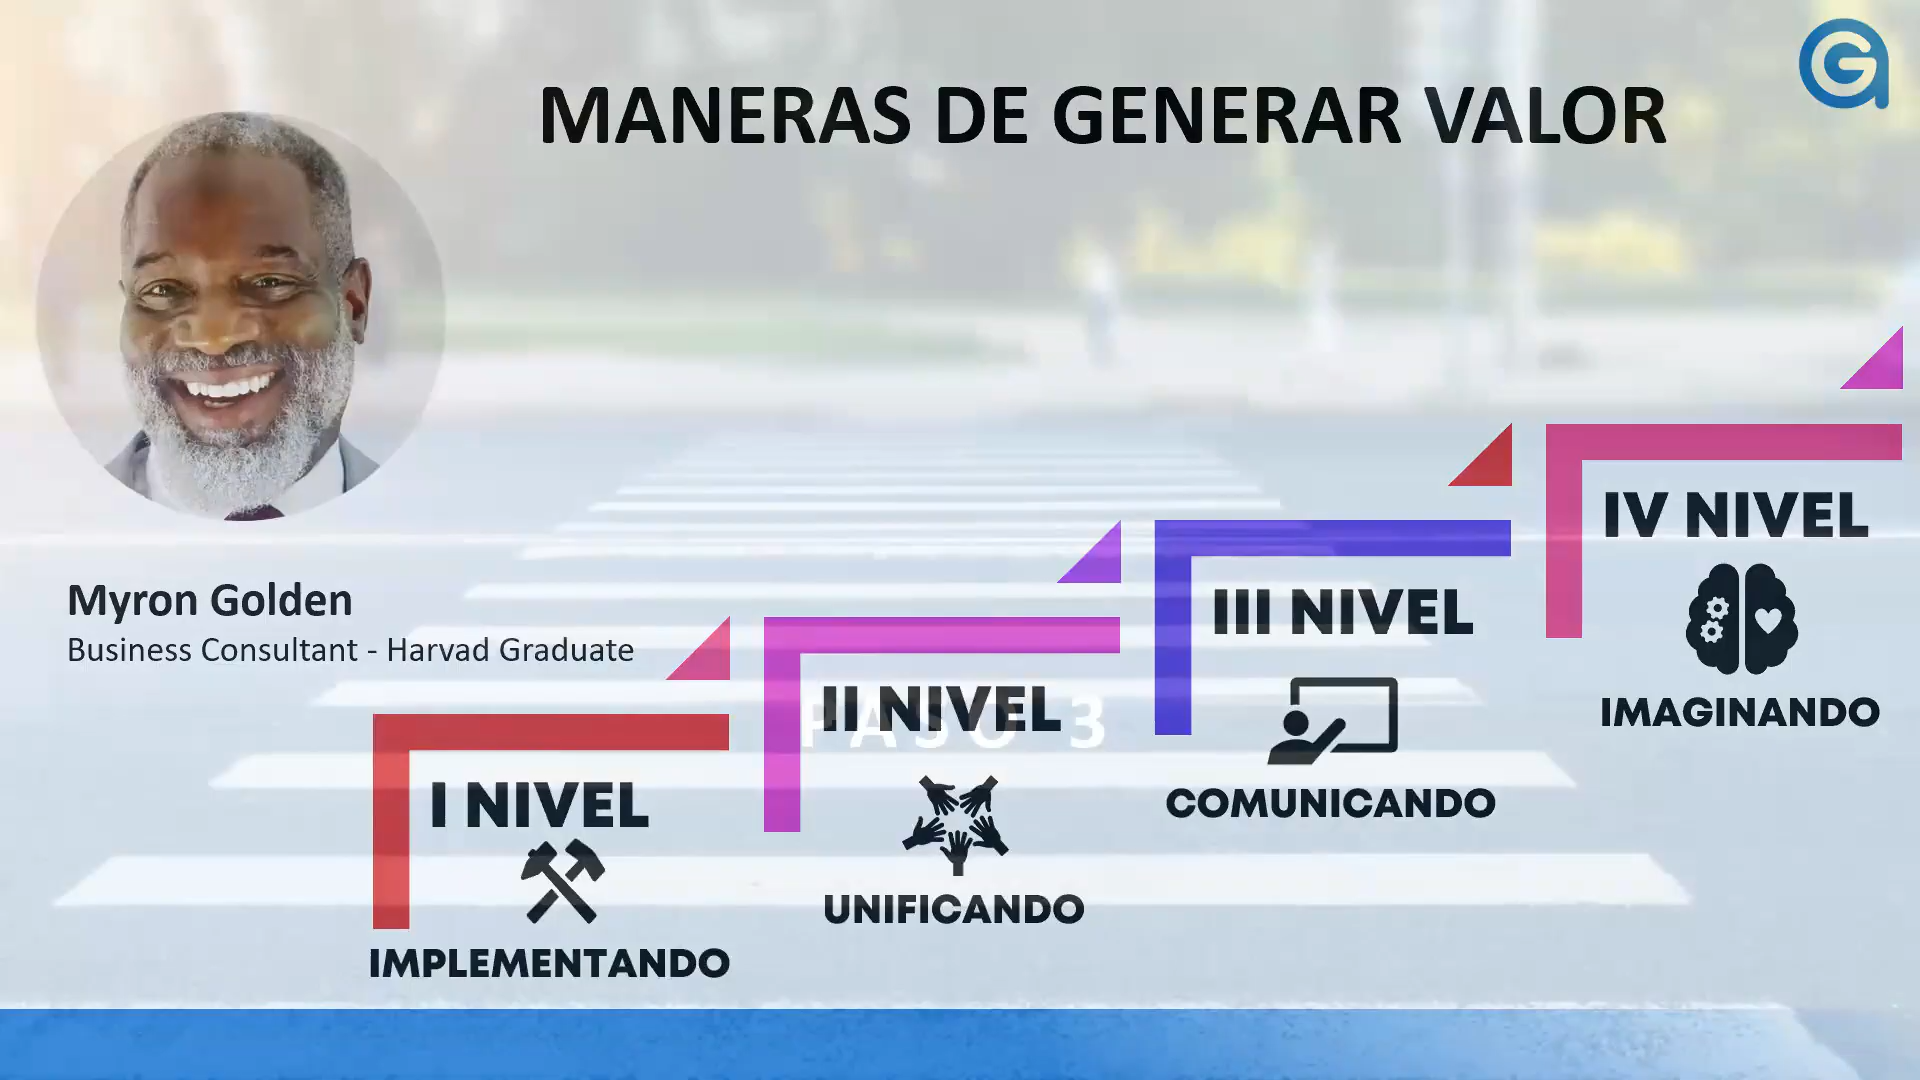 MANERAS DE GENERAR VALOR
Myron Golden
Business Consultant - Harvad Graduate
I NIVEL
IMPLEMENTANDO
II NIVEL
UNIFICANDO
III NIVEL
COMUNICANDO
IV NIVEL
IMAGINANDO
PASO 3